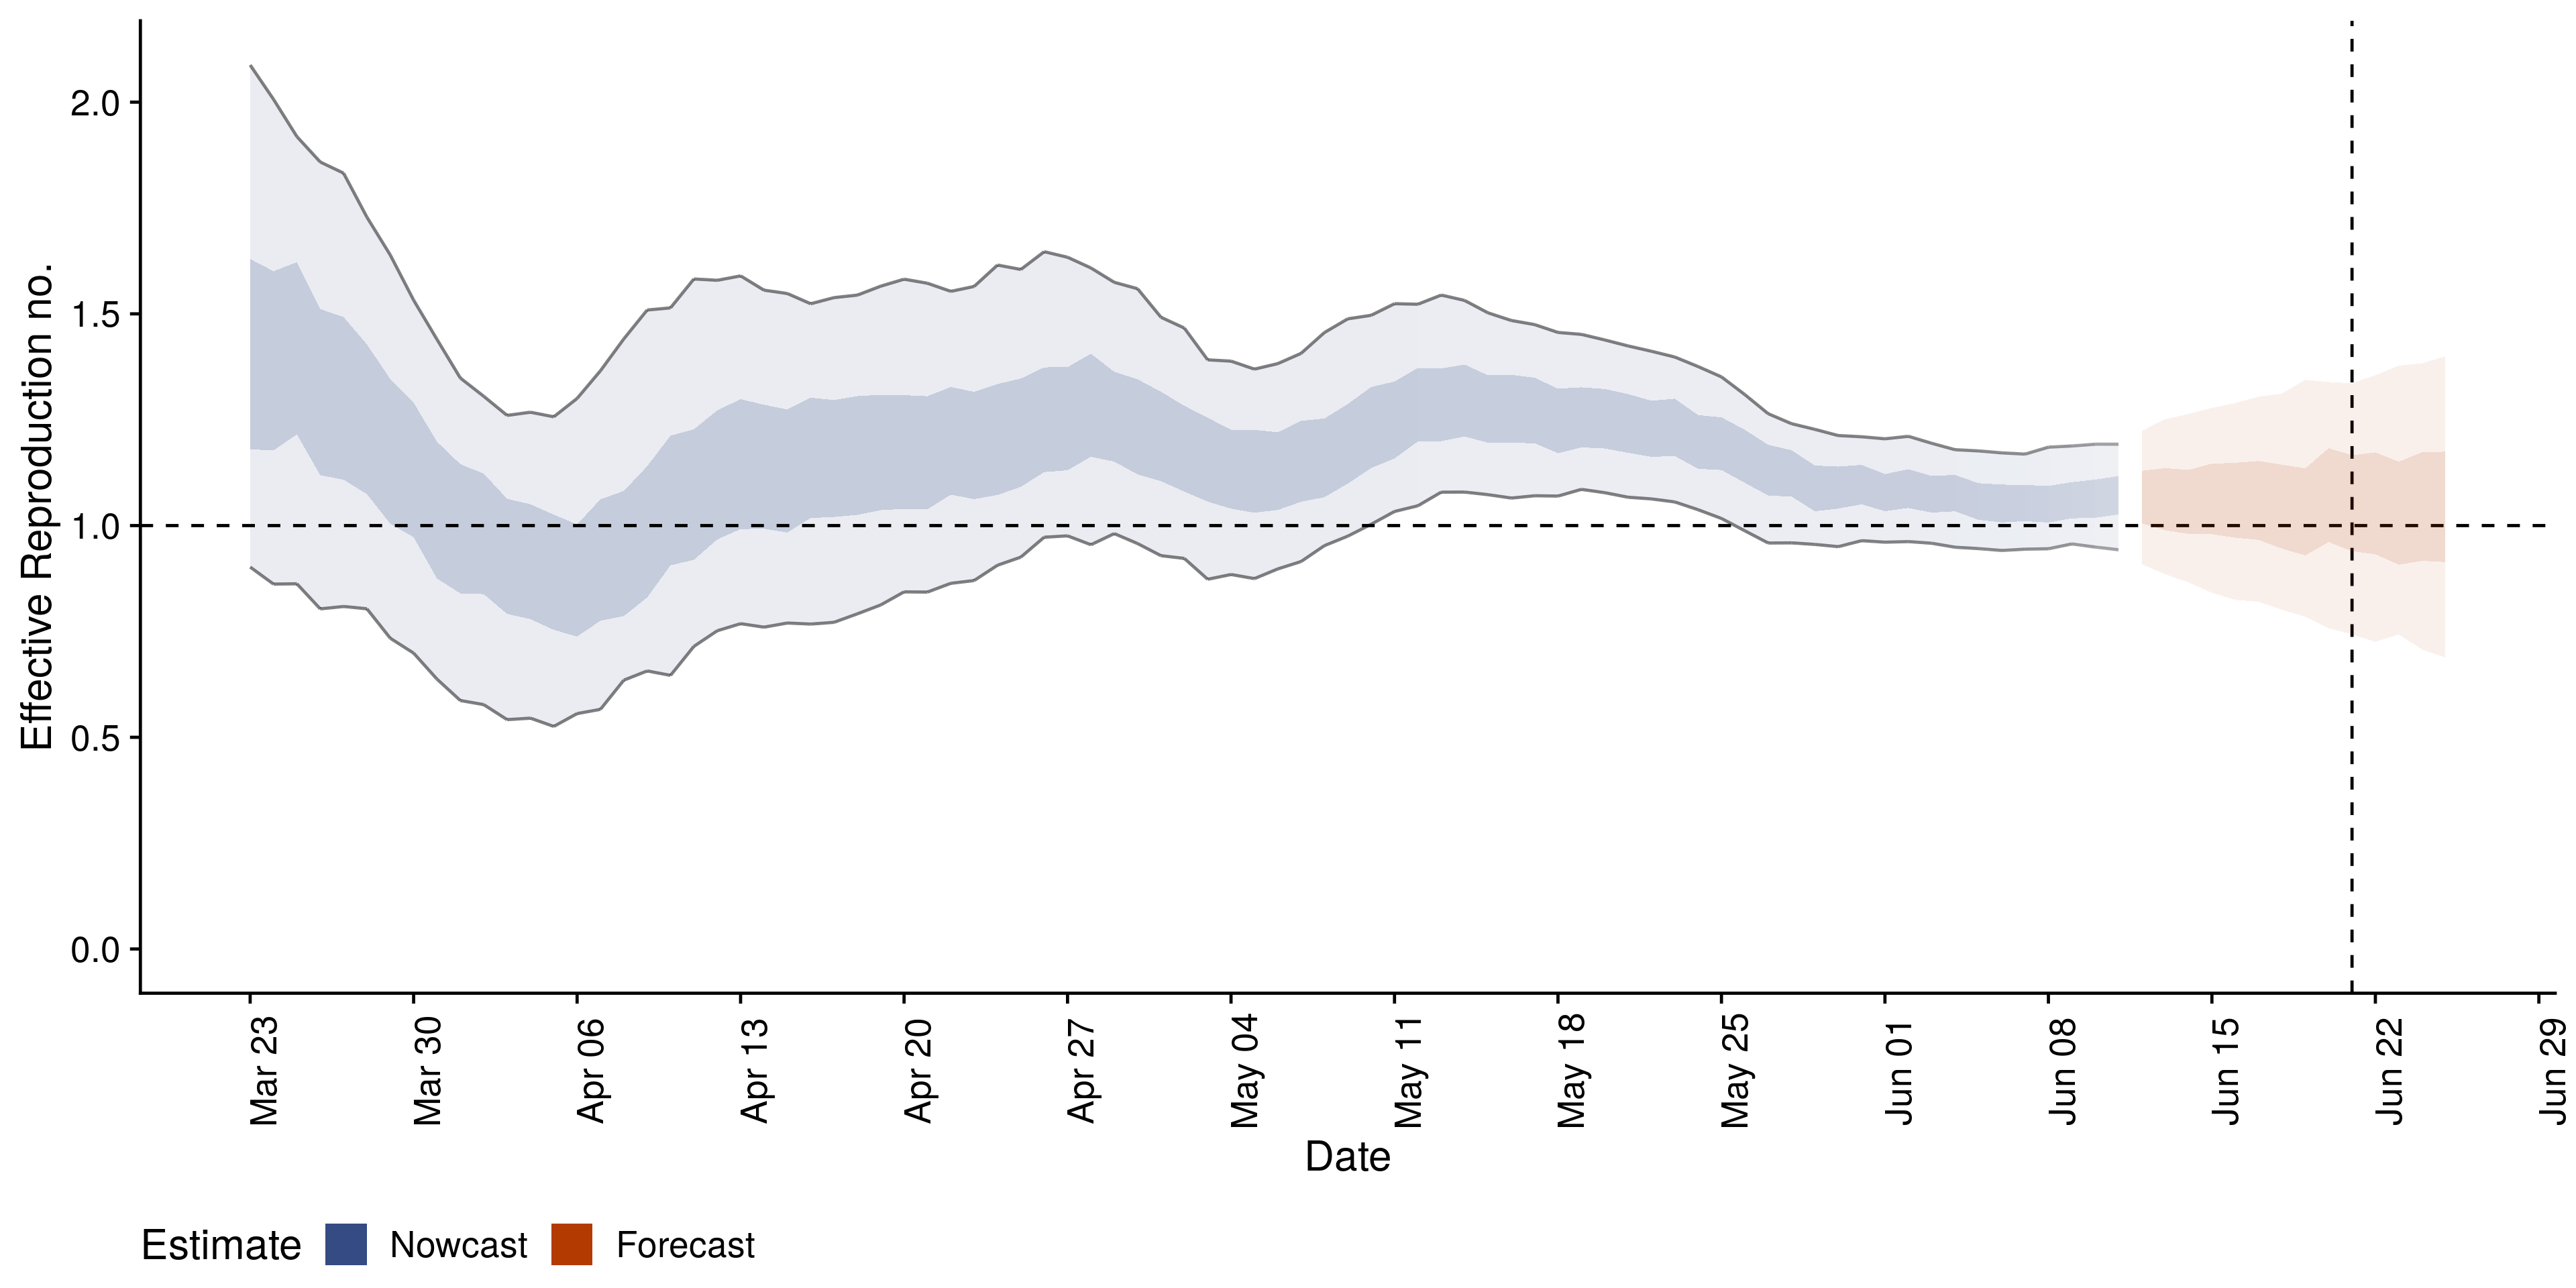 Effective Reproduction no.
2.0
1.5
1.0
0.5
0.0
Mar 23
Mar 30
Apr 06
Apr 13
Apr 20
Apr 27
May 04
May 11
May 18
May 25
Jun 01
Jun 08
Jun 15
Jun 22
Jun 29
Date
Estimate Nowcast Forecast